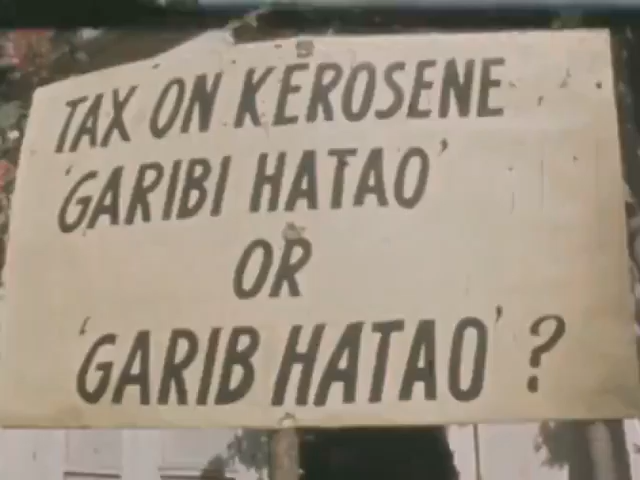 TAX ON KEROSENE
'GARIBI HATAO'
OR
'GARIB HATAO' ?